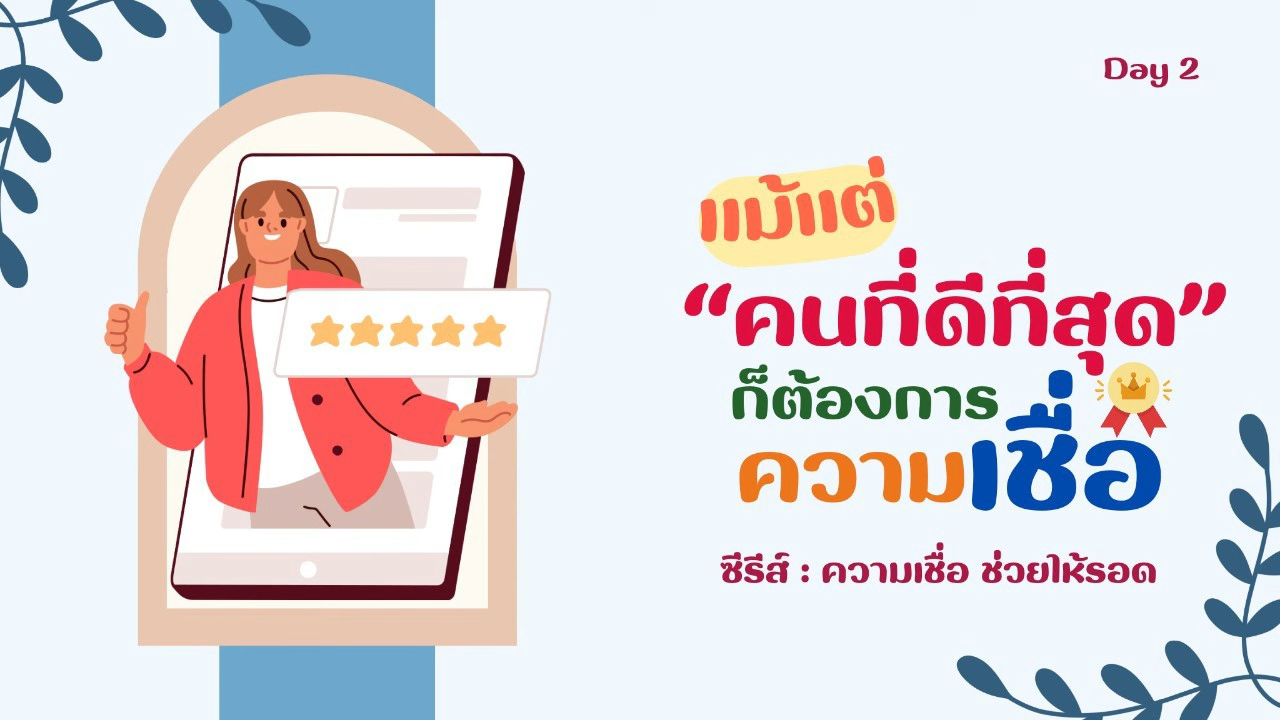 Day 2
แม้แต่
“คนที่ดีที่สุด”
ก็ต้องการ
ความเชื่อ
ซีรีส์ : ความเชื่อ ช่วยให้รอด